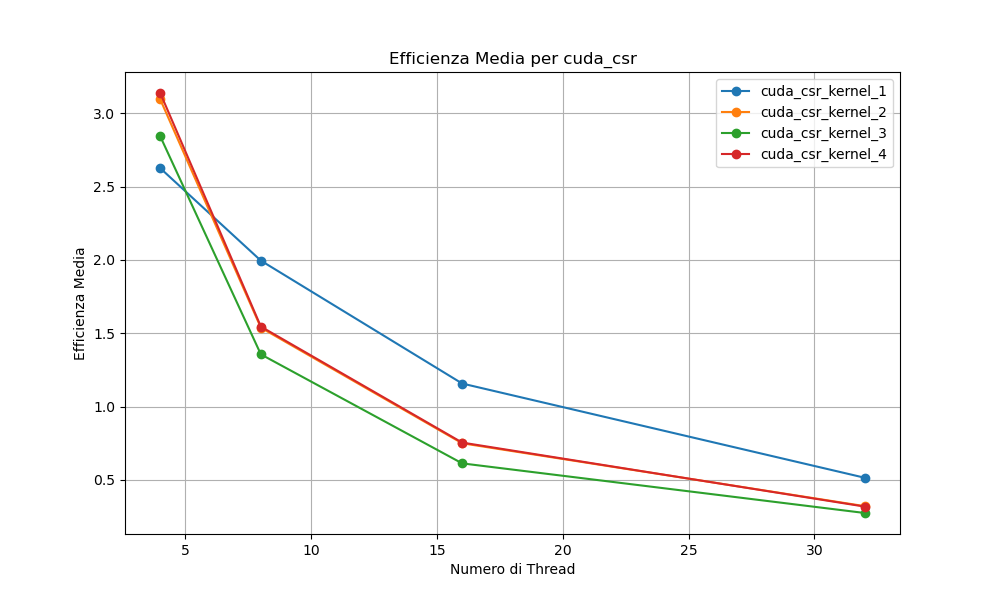 Efficienza Media per cuda_csr
cuda_csr_kernel_1
cuda_csr_kernel_2
cuda_csr_kernel_3
cuda_csr_kernel_4
Efficienza Media
3.0
2.5
2.0
1.5
1.0
0.5
5 10 15 20 25 30
Numero di Thread